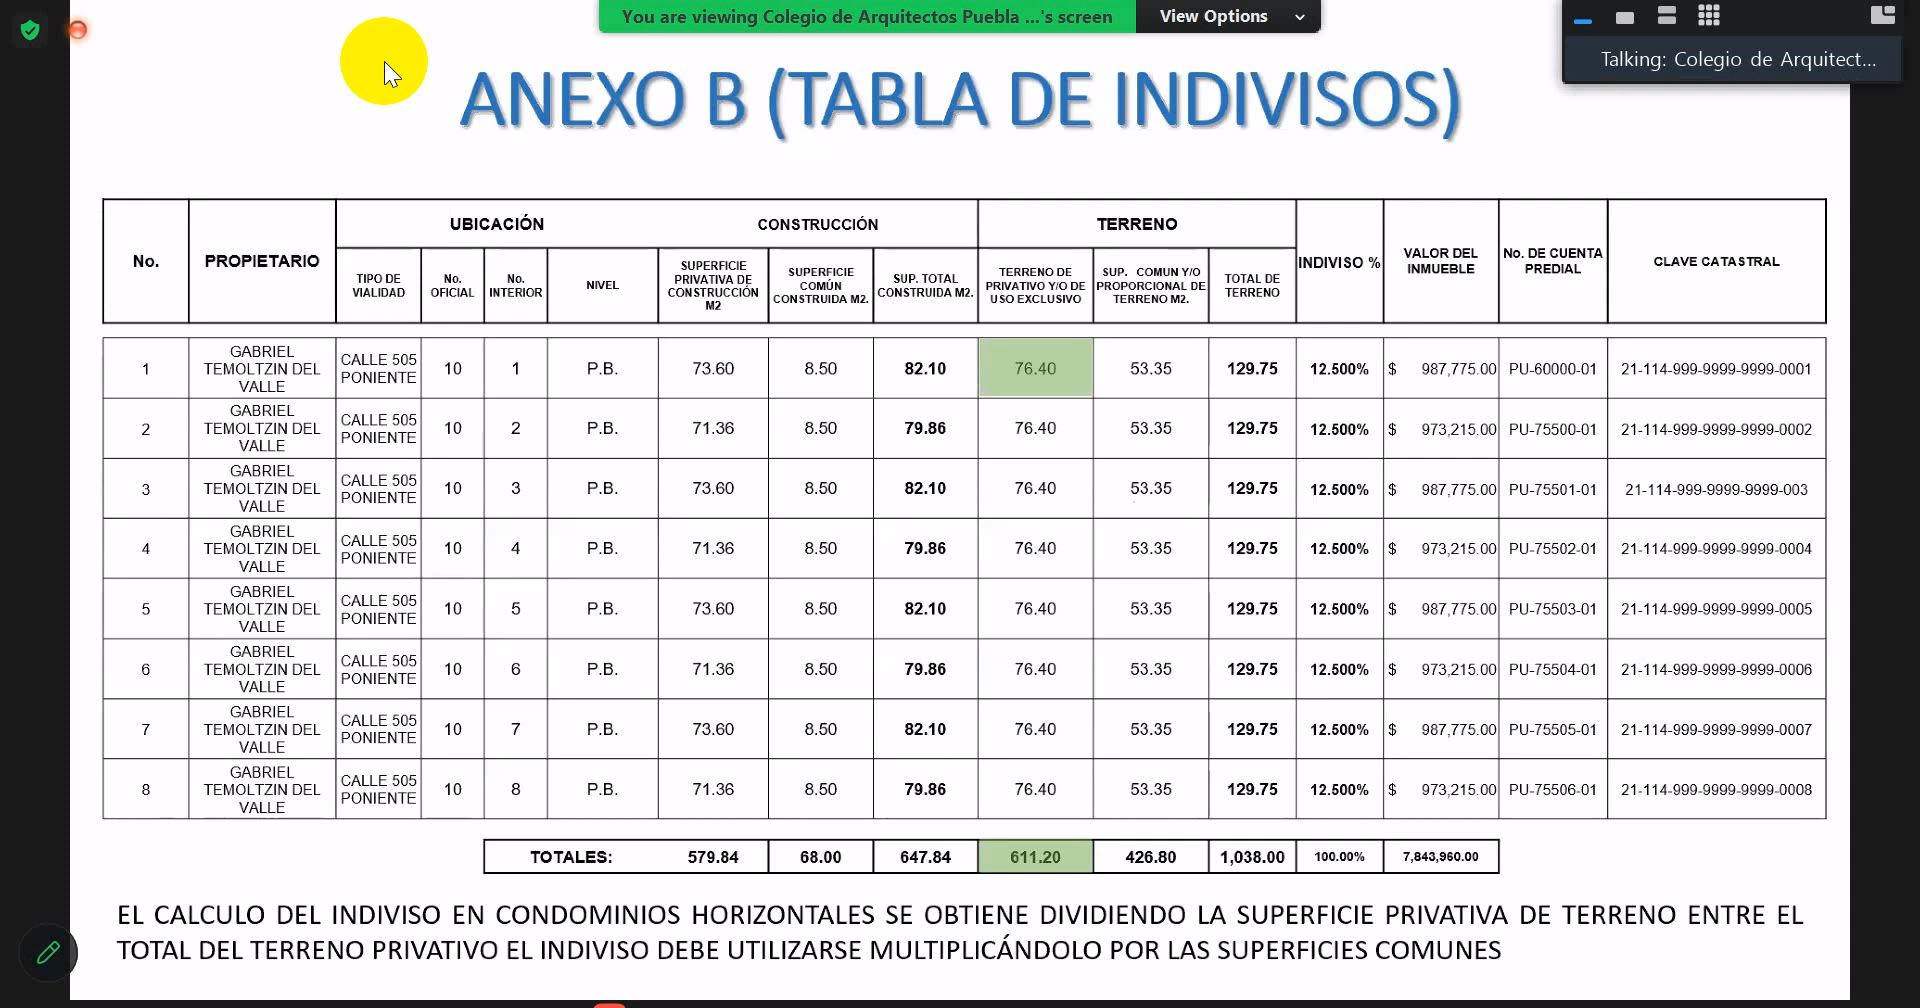 You are viewing Colegio de Arquitectos Puebla ...'s screen
View Options
Talking: Colegio de Arquitect...
ANEXO B (TABLA DE INDIVISOS)
No. PROPIETARIO UBICACIÓN CONSTRUCCIÓN TERRENO INDIVISO % VALOR DEL INMUEBLE No. DE CUENTA PREDIAL CLAVE CATASTRAL
TIPO DE VIALIDAD No. OFICIAL No. INTERIOR NIVEL SUPERFICIE PRIVATIVA DE CONSTRUCCIÓN M2 SUPERFICIE COMÚN CONSTRUIDA M2. SUP. TOTAL CONSTRUIDA M2. TERRENO DE PRIVATIVO Y/O DE USO EXCLUSIVO SUP. COMUN Y/O PROPORCIONAL DE TERRENO M2. TOTAL DE TERRENO
1 GABRIEL TEMOLTZIN DEL VALLE CALLE 505 PONIENTE 10 1 P.B. 73.60 8.50 82.10 76.40 53.35 129.75 12.500% $ 987,775.00 PU-60000-01 21-114-999-9999-9999-0001
2 GABRIEL TEMOLTZIN DEL VALLE CALLE 505 PONIENTE 10 2 P.B. 71.36 8.50 79.86 76.40 53.35 129.75 12.500% $ 973,215.00 PU-75500-01 21-114-999-9999-9999-0002
3 GABRIEL TEMOLTZIN DEL VALLE CALLE 505 PONIENTE 10 3 P.B. 73.60 8.50 82.10 76.40 53.35 129.75 12.500% $ 987,775.00 PU-75501-01 21-114-999-9999-9999-003
4 GABRIEL TEMOLTZIN DEL VALLE CALLE 505 PONIENTE 10 4 P.B. 71.36 8.50 79.86 76.40 53.35 129.75 12.500% $ 973,215.00 PU-75502-01 21-114-999-9999-9999-0004
5 GABRIEL TEMOLTZIN DEL VALLE CALLE 505 PONIENTE 10 5 P.B. 73.60 8.50 82.10 76.40 53.35 129.75 12.500% $ 987,775.00 PU-75503-01 21-114-999-9999-9999-0005
6 GABRIEL TEMOLTZIN DEL VALLE CALLE 505 PONIENTE 10 6 P.B. 71.36 8.50 79.86 76.40 53.35 129.75 12.500% $ 973,215.00 PU-75504-01 21-114-999-9999-9999-0006
7 GABRIEL TEMOLTZIN DEL VALLE CALLE 505 PONIENTE 10 7 P.B. 73.60 8.50 82.10 76.40 53.35 129.75 12.500% $ 987,775.00 PU-75505-01 21-114-999-9999-9999-0007
8 GABRIEL TEMOLTZIN DEL VALLE CALLE 505 PONIENTE 10 8 P.B. 71.36 8.50 79.86 76.40 53.35 129.75 12.500% $ 973,215.00 PU-75506-01 21-114-999-9999-9999-0008
TOTALES: 579.84 68.00 647.84 611.20 426.80 1,038.00 100.00% 7,843,960.00
EL CALCULO DEL INDIVISO EN CONDOMINIOS HORIZONTALES SE OBTIENE DIVIDIENDO LA SUPERFICIE PRIVATIVA DE TERRENO ENTRE EL
TOTAL DEL TERRENO PRIVATIVO EL INDIVISO DEBE UTILIZARSE MULTIPLICÁNDOLO POR LAS SUPERFICIES COMUNES